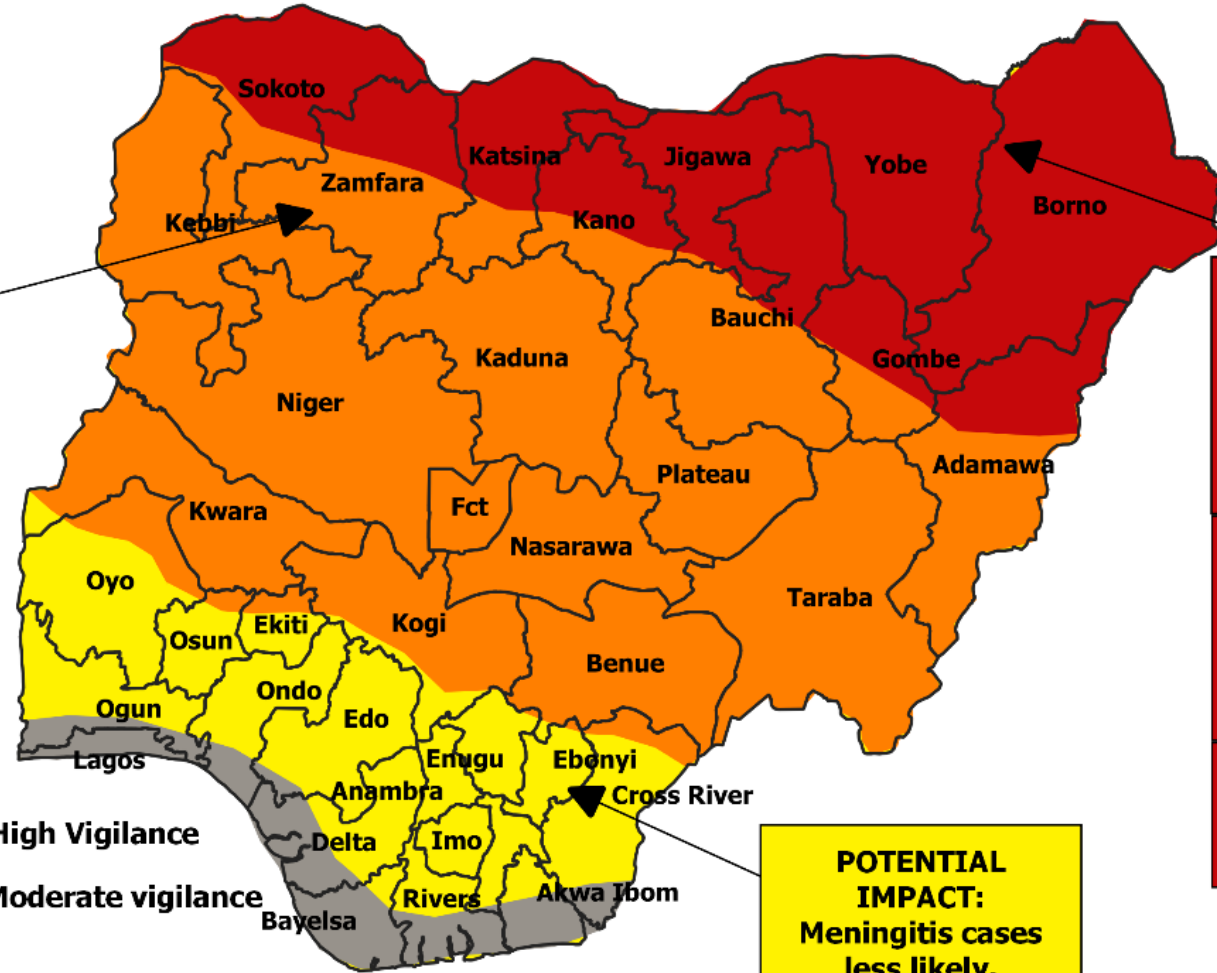 Sokoto
Katsina
Jigawa
Yobe
Zamfara
Borno
Kebbi
Kano
Bauchi
Gombe
Kaduna
Niger
Adamawa
Plateau
Fct
Kwara
Nasarawa
Oyo
Taraba
Kogi
Ekiti
Osun
Benue
Ondo
Ogun
Edo
Enugu
Ebonyi
Lagos
Anambra
Cross River
Delta
Imo
Rivers
Akwa Ibom
Bayelsa
High Vigilance
Moderate vigilance
POTENTIAL
IMPACT:
Meningitis cases
less likely.